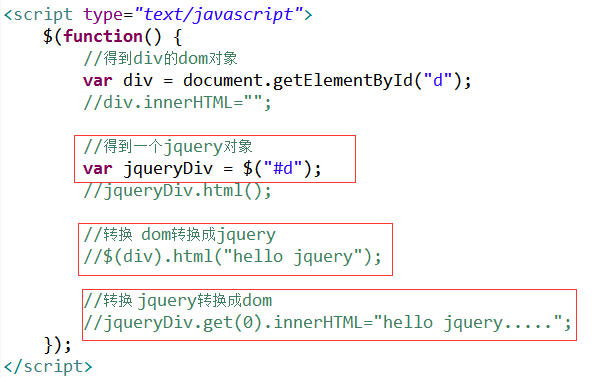 <script type="text/javascript">
$(function() {
//得到div的dom对象
var div = document.getElementById("d");
//div.innerHTML="";
//得到一个jquery对象
var jqueryDiv = $("#d");
//jqueryDiv.html();
//转换 dom转换成jquery
//$(div).html("hello jquery");
//转换 jquery转换成dom
//jqueryDiv.get(0).innerHTML="hello jquery.....";
});
</script>